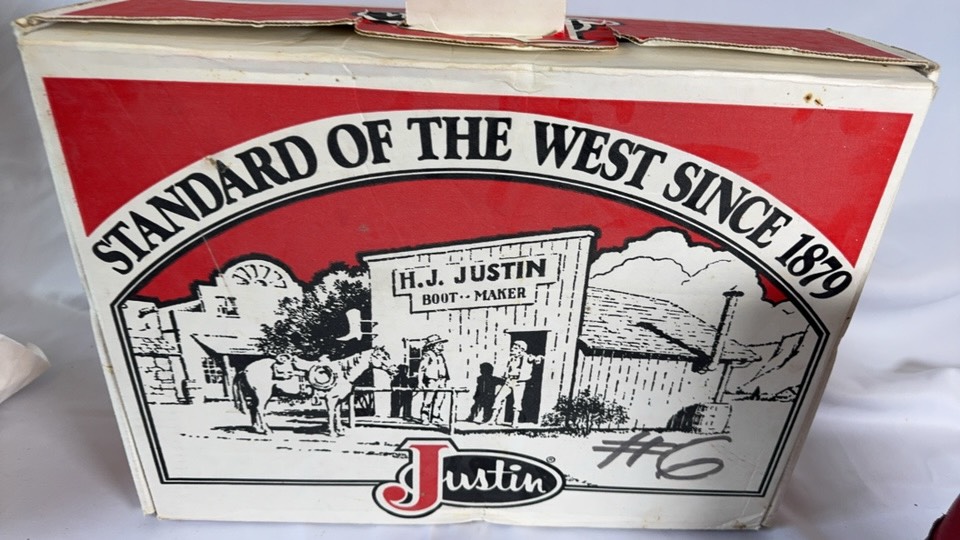 STANDARD OF THE WEST SINCE 1879
H.J. JUSTIN
BOOT-- MAKER
#6
Justin®